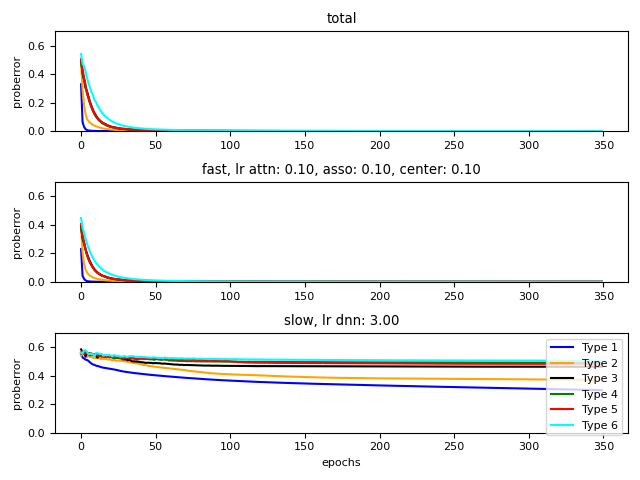 total
proberror
0.6
0.4
0.2
0.0
0 50 100 150 200 250 300 350
fast, lr attn: 0.10, asso: 0.10, center: 0.10
proberror
0.6
0.4
0.2
0.0
0 50 100 150 200 250 300 350
slow, lr dnn: 3.00
proberror
0.6
0.4
0.2
0.0
Type 1
Type 2
Type 3
Type 4
Type 5
Type 6
0 50 100 150 200 250 300 350
epochs